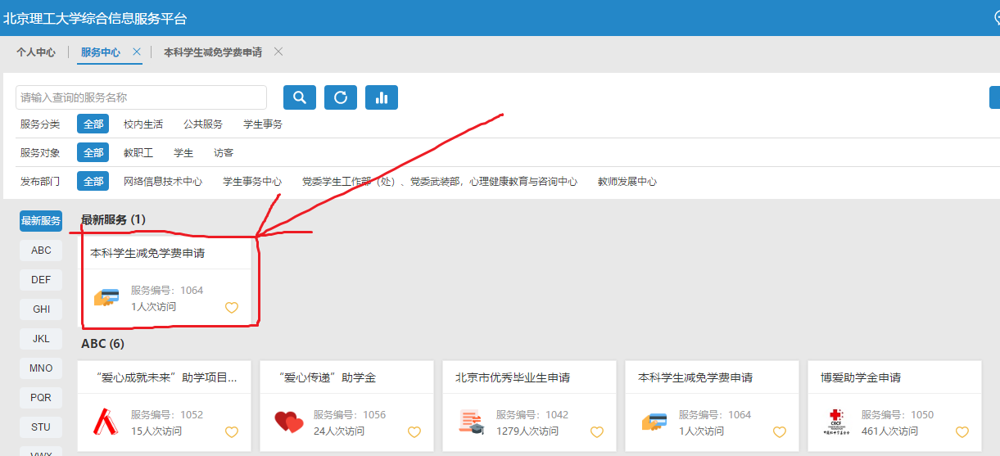 北京理工大学综合信息服务平台
个人中心 服务中心 本科学生减免学费申请
请输入查询的服务名称
服务分类 全部 校内生活 公共服务 学生事务
服务对象 全部 教职工 学生 访客
发布部门 全部 网络信息技术中心 学生事务中心 党委学生工作部（处）、党委武装部，心理健康教育与咨询中心 教师发展中心
最新服务 最新服务 (1)
ABC 本科学生减免学费申请
DEF
服务编号：1064
GHI 1人次访问
JKL ABC (6)
MNO “爱心成就未来”助学项目... “爱心传递”助学金 北京市优秀毕业生申请 本科学生减免学费申请 博爱助学金申请
PQR
服务编号：1052 服务编号：1056 服务编号：1042 服务编号：1064 CRCF 服务编号：1050
STU 15人次访问 24人次访问 1279人次访问 1人次访问 461人次访问
VWX